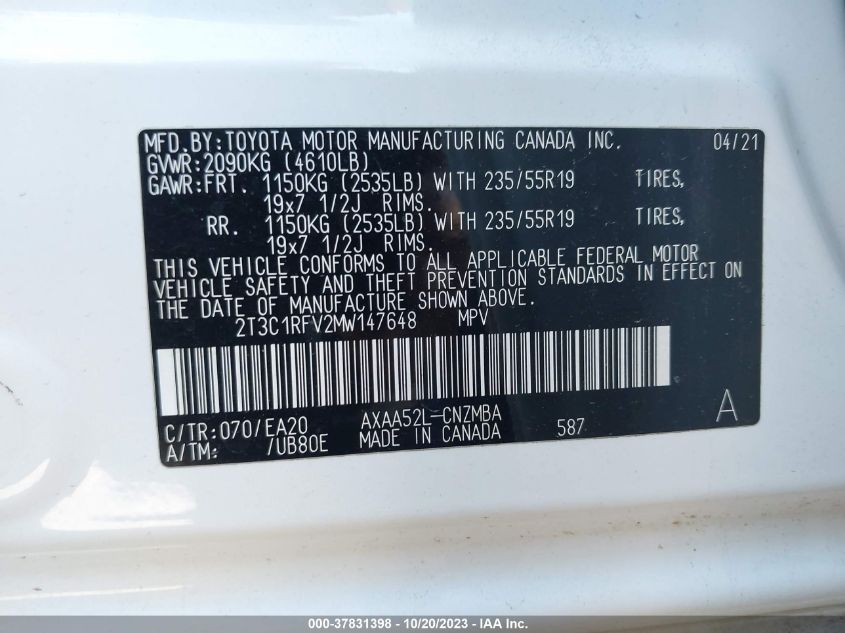 MFD.BY:TOYOTA MOTOR MANUFACTURING CANADA INC. 04/21
GVWR:2090KG (4610LB)
GAWR:FRT. 1150KG (2535LB) WITH 235/55R19 TIRES,
19x7 1/2J RIMS.
RR. 1150KG (2535LB) WITH 235/55R19 TIRES,
19x7 1/2J RIMS.
THIS VEHICLE CONFORMS TO ALL APPLICABLE FEDERAL MOTOR
VEHICLE SAFETY AND THEFT PREVENTION STANDARDS IN EFFECT ON
THE DATE OF MANUFACTURE SHOWN ABOVE.
2T3C1RFV2MW147648 MPV
C/TR:070/EA20 AXAA52L-CNZMBA A
A/TM: /UB80E MADE IN CANADA 587
000-37831398 - 10/20/2023 - IAA Inc.